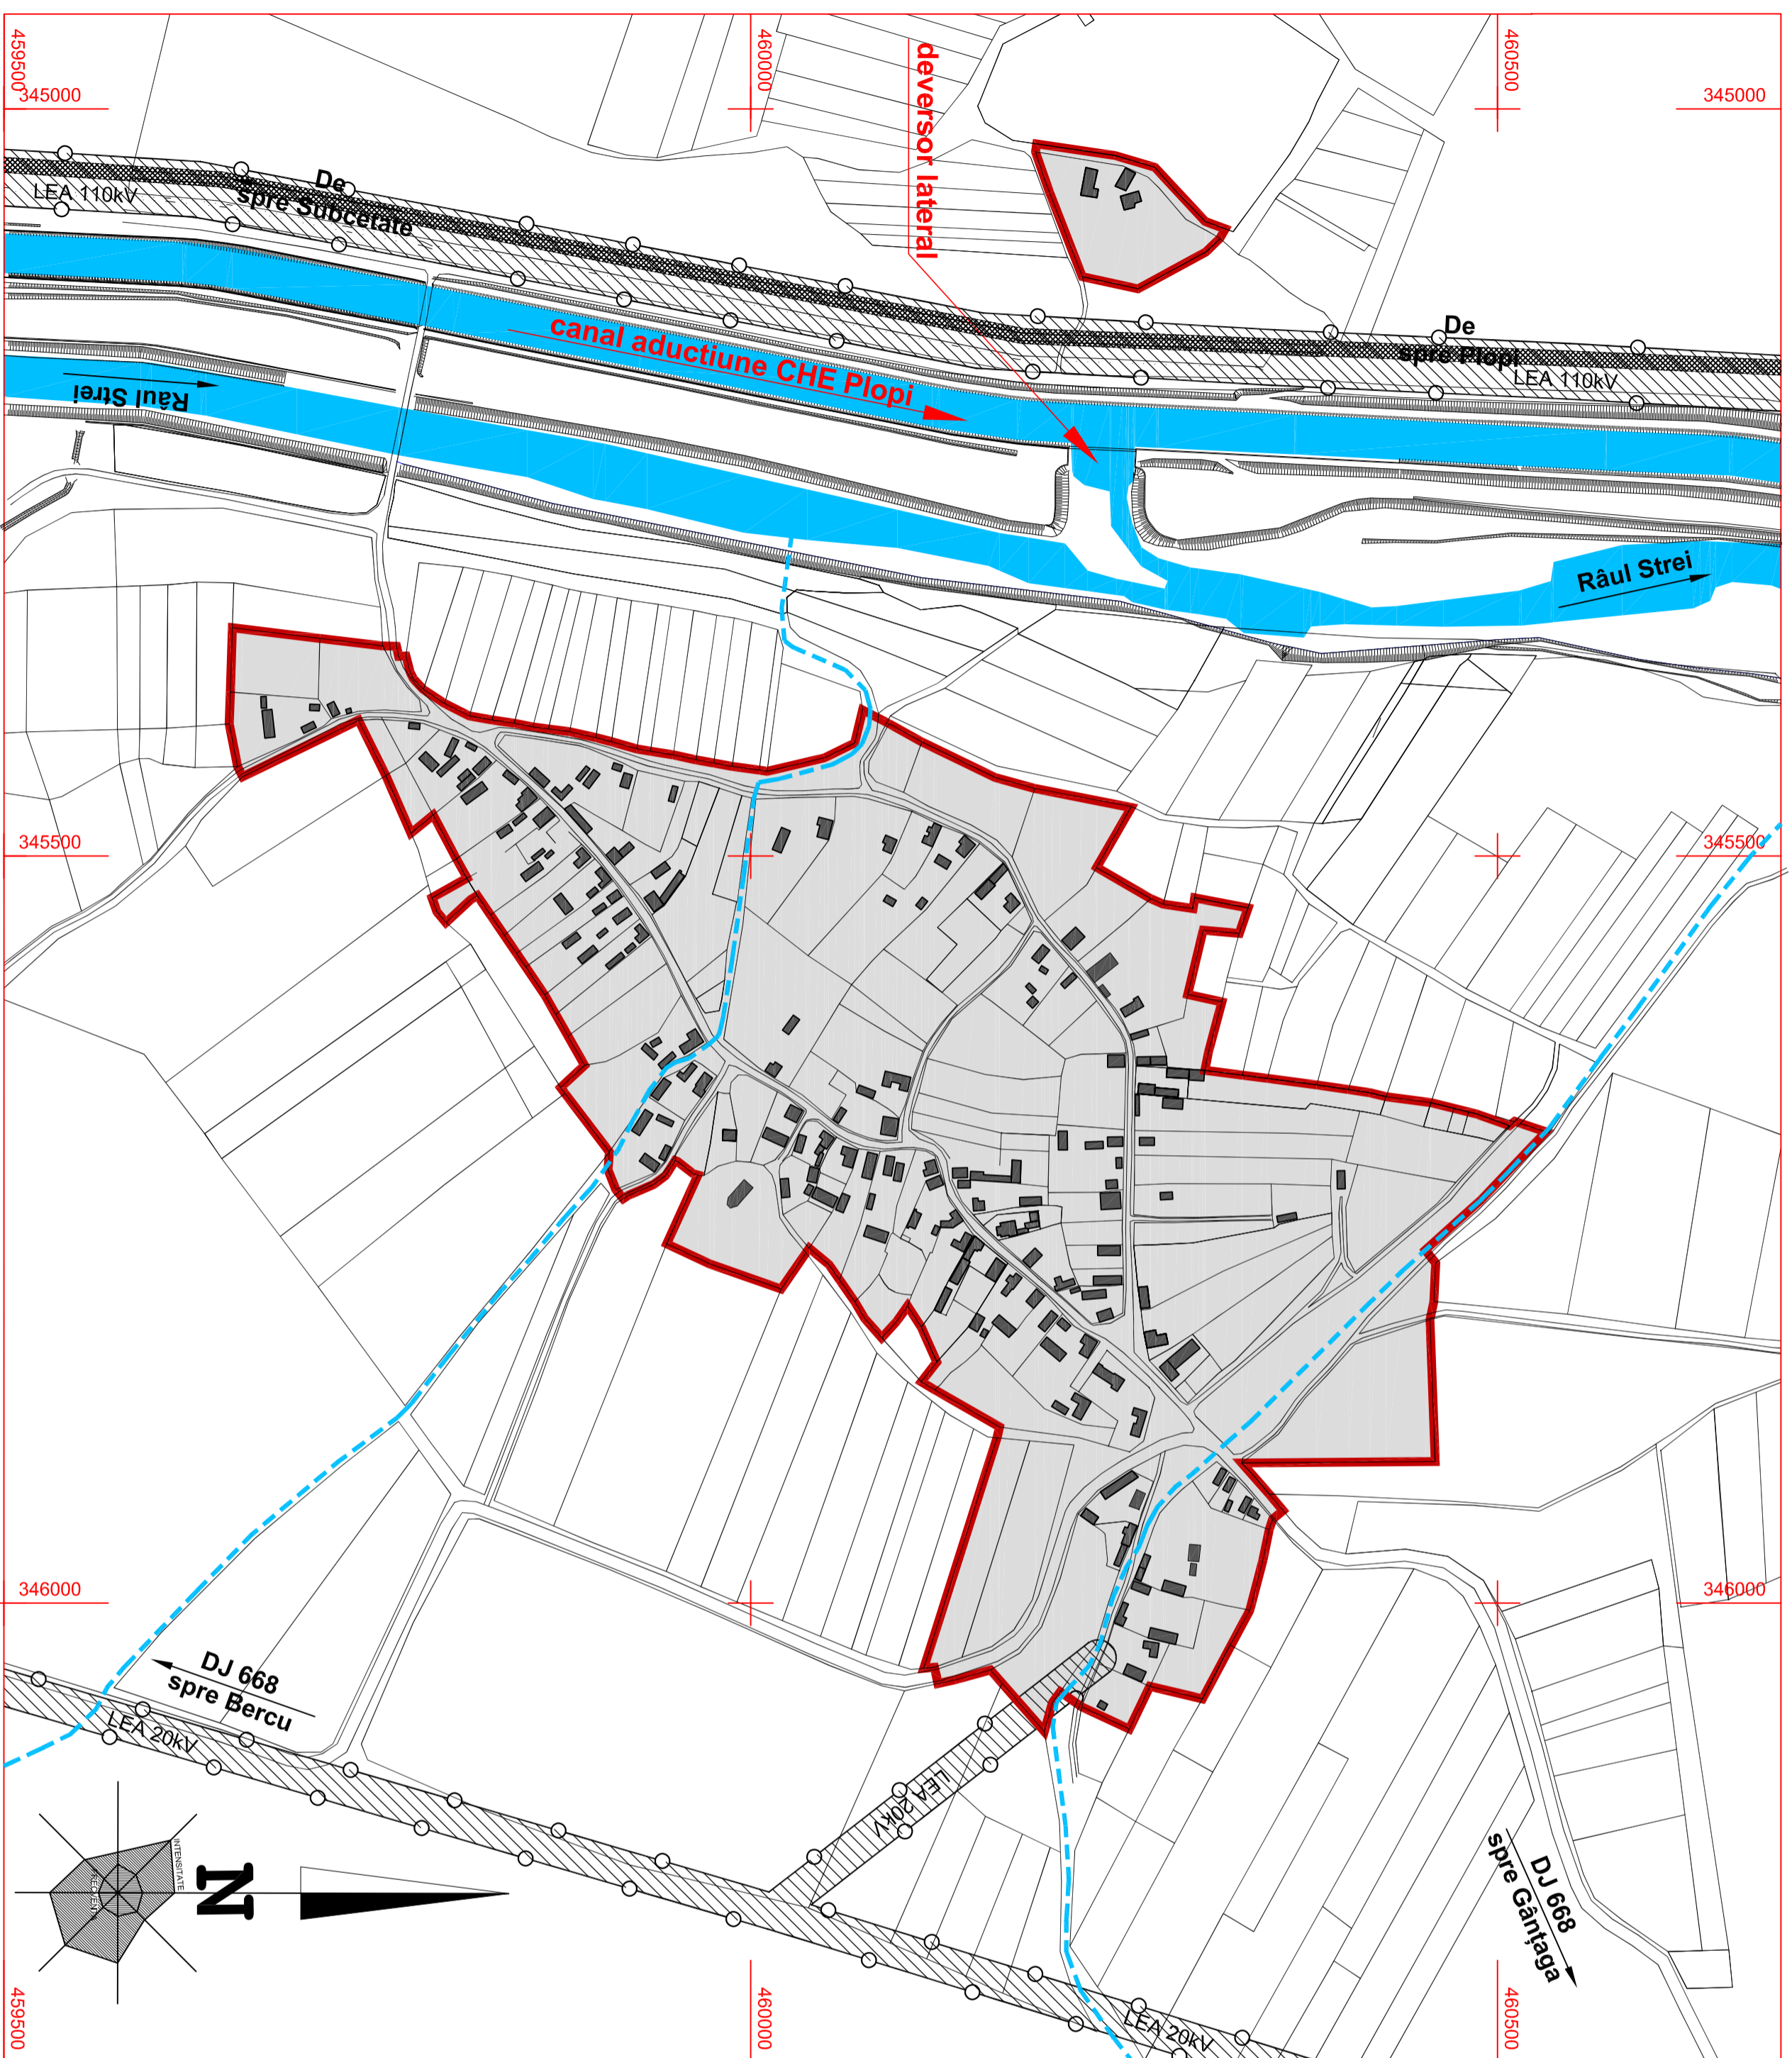 459500
460000
460500
345000
345000
deversor lateral
LEA 110kV
De
spre Subcetate
De
spre Plopi
LEA 110kV
canal aductiune CHE Plopi
Râul Strei
Râul Strei
345500
345500
346000
346000
DJ 668
spre Bercu
LEA 20kV
LEA 20kV
DJ 668
spre Gânțaga
LEA 20kV
INTENSITATE
N
459500
460000
460500